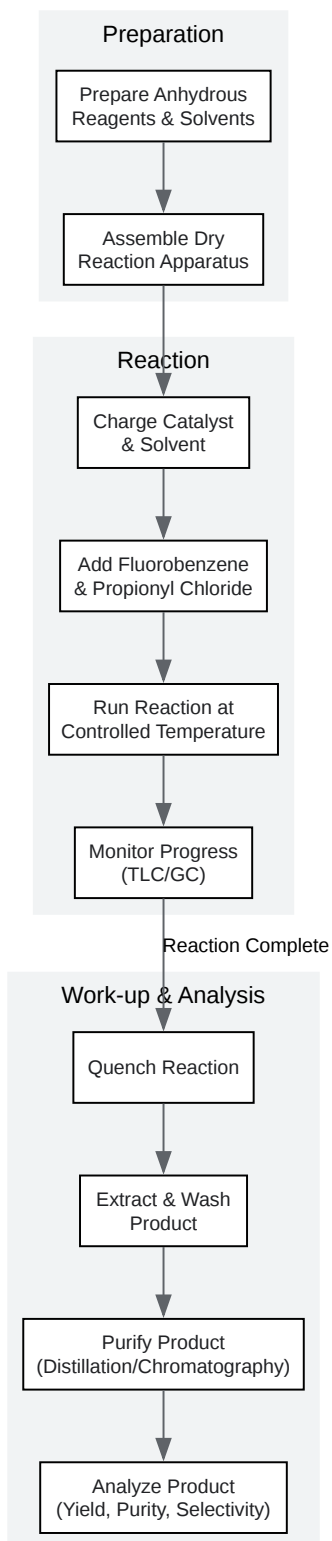 Preparation
Prepare Anhydrous
Reagents & Solvents
Assemble Dry
Reaction Apparatus
Reaction
Charge Catalyst
& Solvent
Add Fluorobenzene
& Propionyl Chloride
Run Reaction at
Controlled Temperature
Monitor Progress
(TLC/GC)
Reaction Complete
Work-up & Analysis
Quench Reaction
Extract & Wash
Product
Purify Product
(Distillation/Chromatography)
Analyze Product
(Yield, Purity, Selectivity)